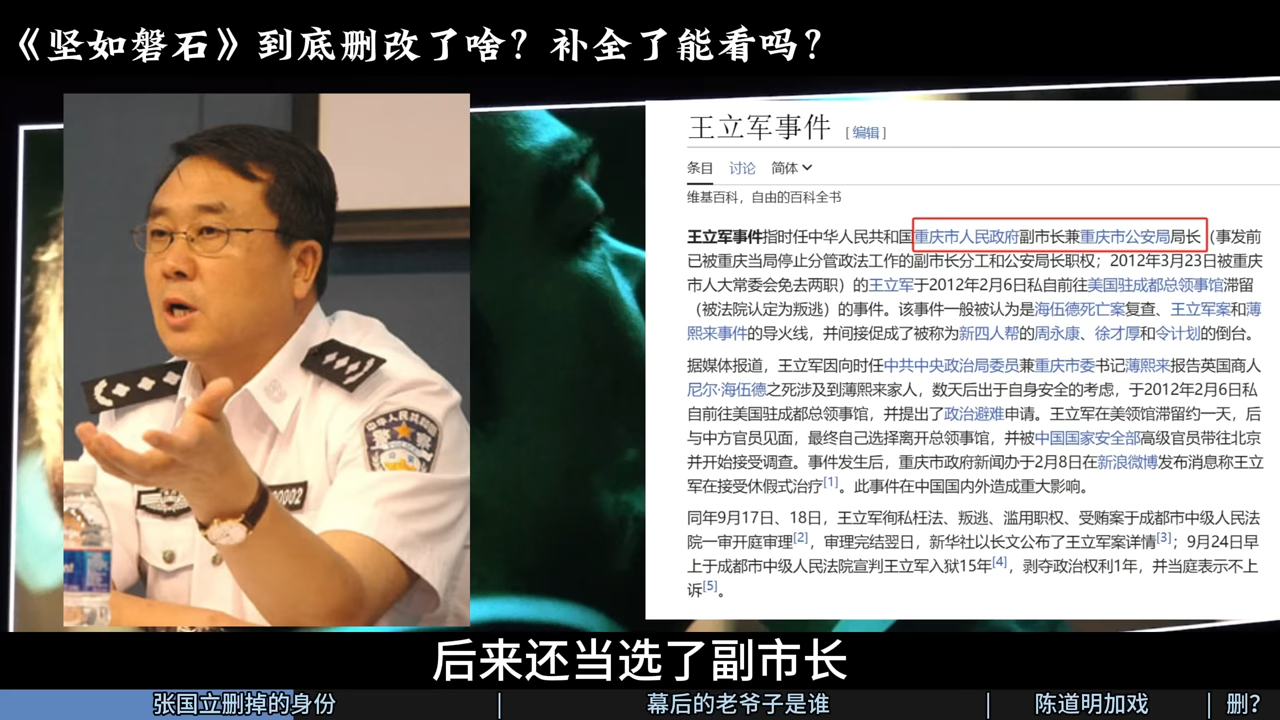 《坚如磐石》到底删改了啥？补全了能看吗？
王立军事件 [编辑]
条目 讨论 简体
维基百科，自由的百科全书
王立军事件指时任中华人民共和国重庆市人民政府副市长兼重庆市公安局局长（事发前
已被重庆当局停止分管政法工作的副市长分工和公安局长职权；2012年3月23日被重庆
市人大常委会免去两职）的王立军于2012年2月6日私自前往美国驻成都总领事馆滞留
（被法院认定为叛逃）的事件。该事件一般被认为是海伍德死亡案复查、王立军案和薄
熙来事件的导火线，并间接促成了被称为新四人帮的周永康、徐才厚和令计划的倒台。
据媒体报道，王立军因向时任中共中央政治局委员兼重庆市委书记薄熙来报告英国商人
尼尔·海伍德之死涉及到薄熙来家人，数天后出于自身安全的考虑，于2012年2月6日私
自前往美国驻成都总领事馆，并提出了政治避难申请。王立军在美领馆滞留约一天，后
与中方官员见面，最终自己选择离开总领事馆，并被中国国家安全部高级官员带往北京
并开始接受调查。事件发生后，重庆市政府新闻办于2月8日在新浪微博发布消息称王立
军在接受休假式治疗[1]。此事件在中国国内外造成重大影响。
同年9月17日、18日，王立军徇私枉法、叛逃、滥用职权、受贿案于成都市中级人民法
院一审开庭审理[2]，审理完结翌日，新华社以长文公布了王立军案详情[3]；9月24日早
上于成都市中级人民法院宣判王立军入狱15年[4]，剥夺政治权利1年，并当庭表示不上
诉[5]。
后来还当选了副市长
张国立删掉的身份 | 幕后的老爷子是谁 | 陈道明加戏 | 删？